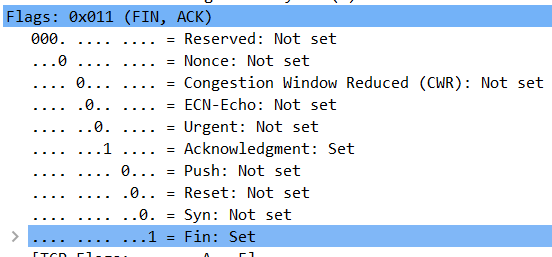 Flags: 0x011 (FIN, ACK)
000. .... .... = Reserved: Not set
...0 .... .... = Nonce: Not set
.... 0... .... = Congestion Window Reduced (CWR): Not set
.... .0.. .... = ECN-Echo: Not set
.... ..0. .... = Urgent: Not set
.... ...1 .... = Acknowledgment: Set
.... .... 0... = Push: Not set
.... .... .0.. = Reset: Not set
.... .... ..0. = Syn: Not set
.... .... ...1 = Fin: Set
[TCP Flags: